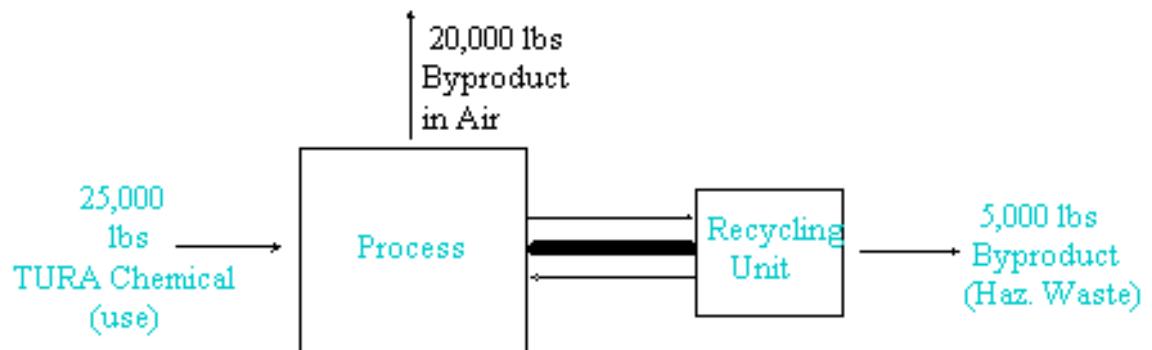 20,000 lbs
Byproduct
in Air
25,000
lbs
TURA Chemical
(use)
Process
Recycling
Unit
5,000 lbs
Byproduct
(Haz. Waste)